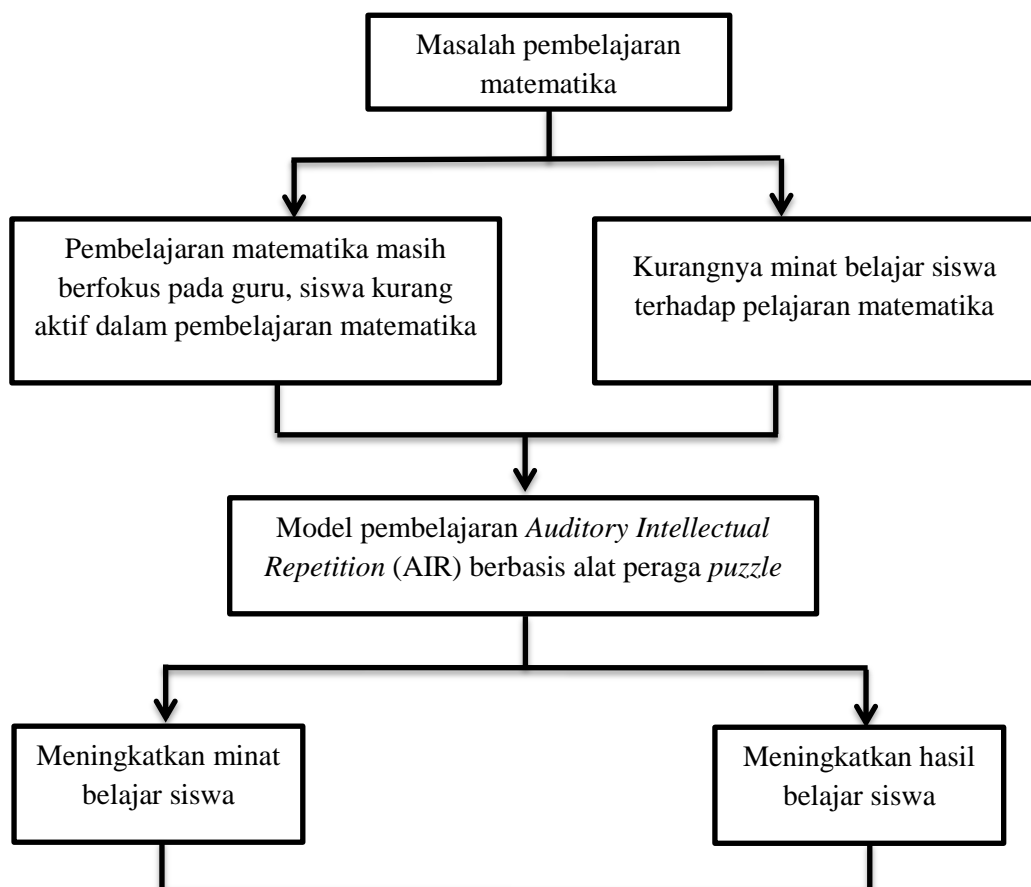 Masalah pembelajaran
matematika
Pembelajaran matematika masih
berfokus pada guru, siswa kurang
aktif dalam pembelajaran matematika
Kurangnya minat belajar siswa
terhadap pelajaran matematika
Model pembelajaran Auditory Intellectual
Repetition (AIR) berbasis alat peraga puzzle
Meningkatkan minat
belajar siswa
Meningkatkan hasil
belajar siswa